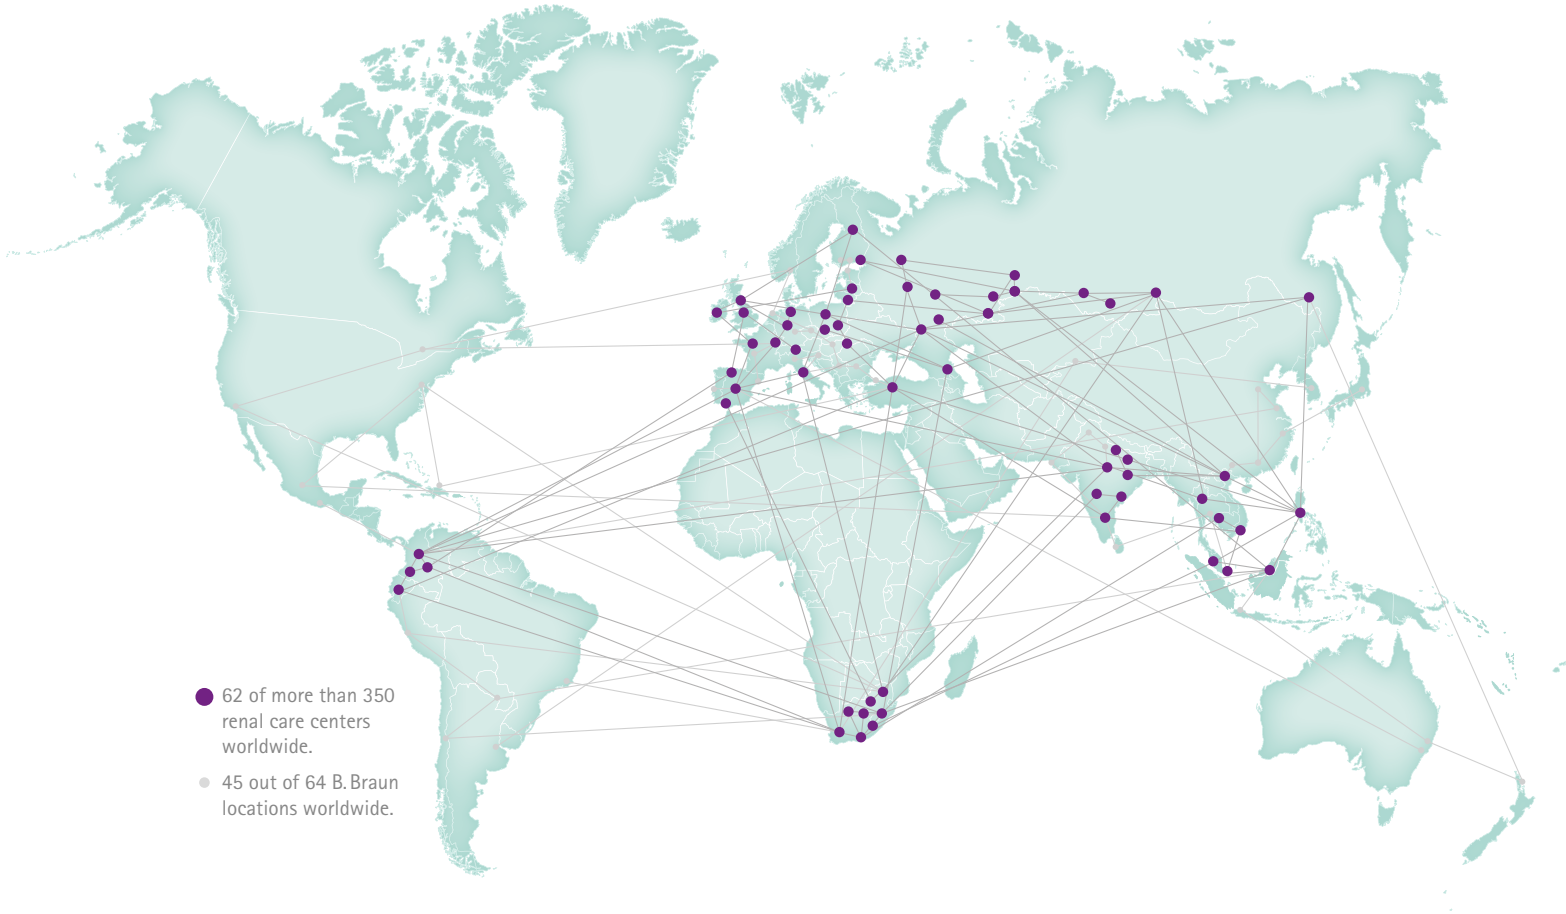 62 of more than 350
renal care centers
worldwide.
45 out of 64 B. Braun
locations worldwide.